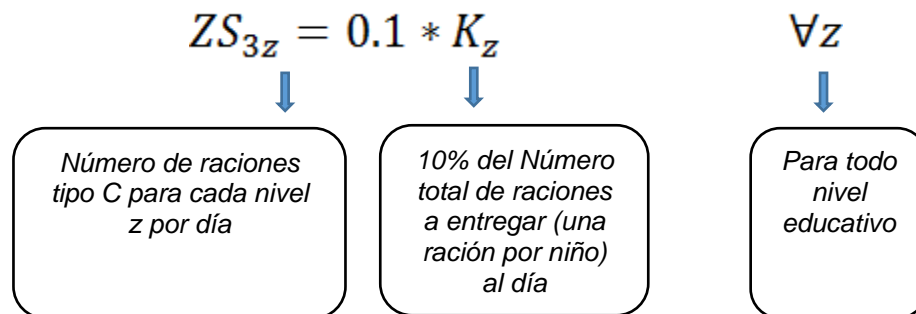 ZS₃z = 0.1 * Kz ∀z
Número de raciones
tipo C para cada nivel
z por día
10% del Número
total de raciones
a entregar (una
ración por niño)
al día
Para todo
nivel
educativo